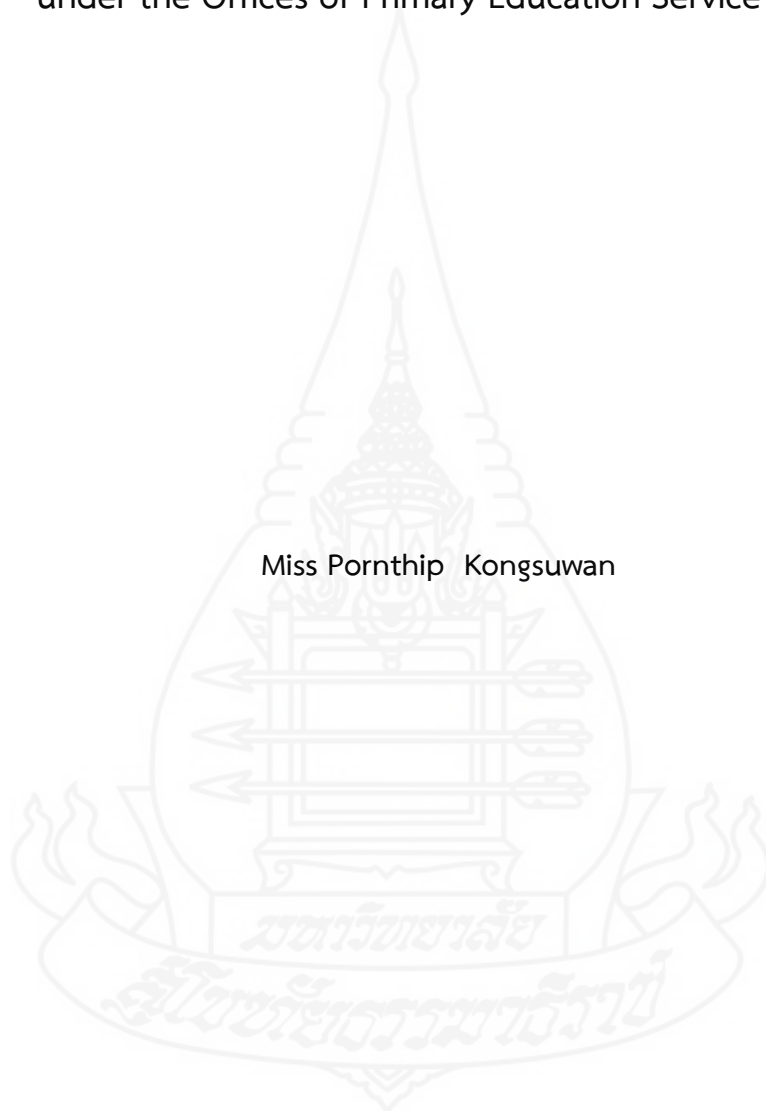 under the Offices of Primary Education Service
Miss Pornthip Kongsuwan
มหาวิทยาลัย
สุโขทัยธรรมาธิราช